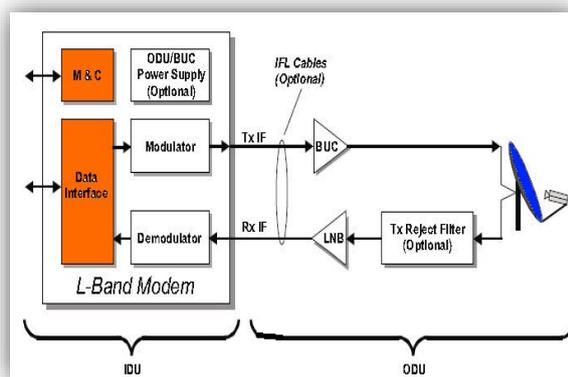 M & C
ODU/BUC
Power Supply
(Optional)
IFL Cables
(Optional)
Data
Interface
Modulator
Tx IF
BUC
Demodulator
Rx IF
LNB
Tx Reject Filter
(Optional)
L-Band Modem
IDU
ODU